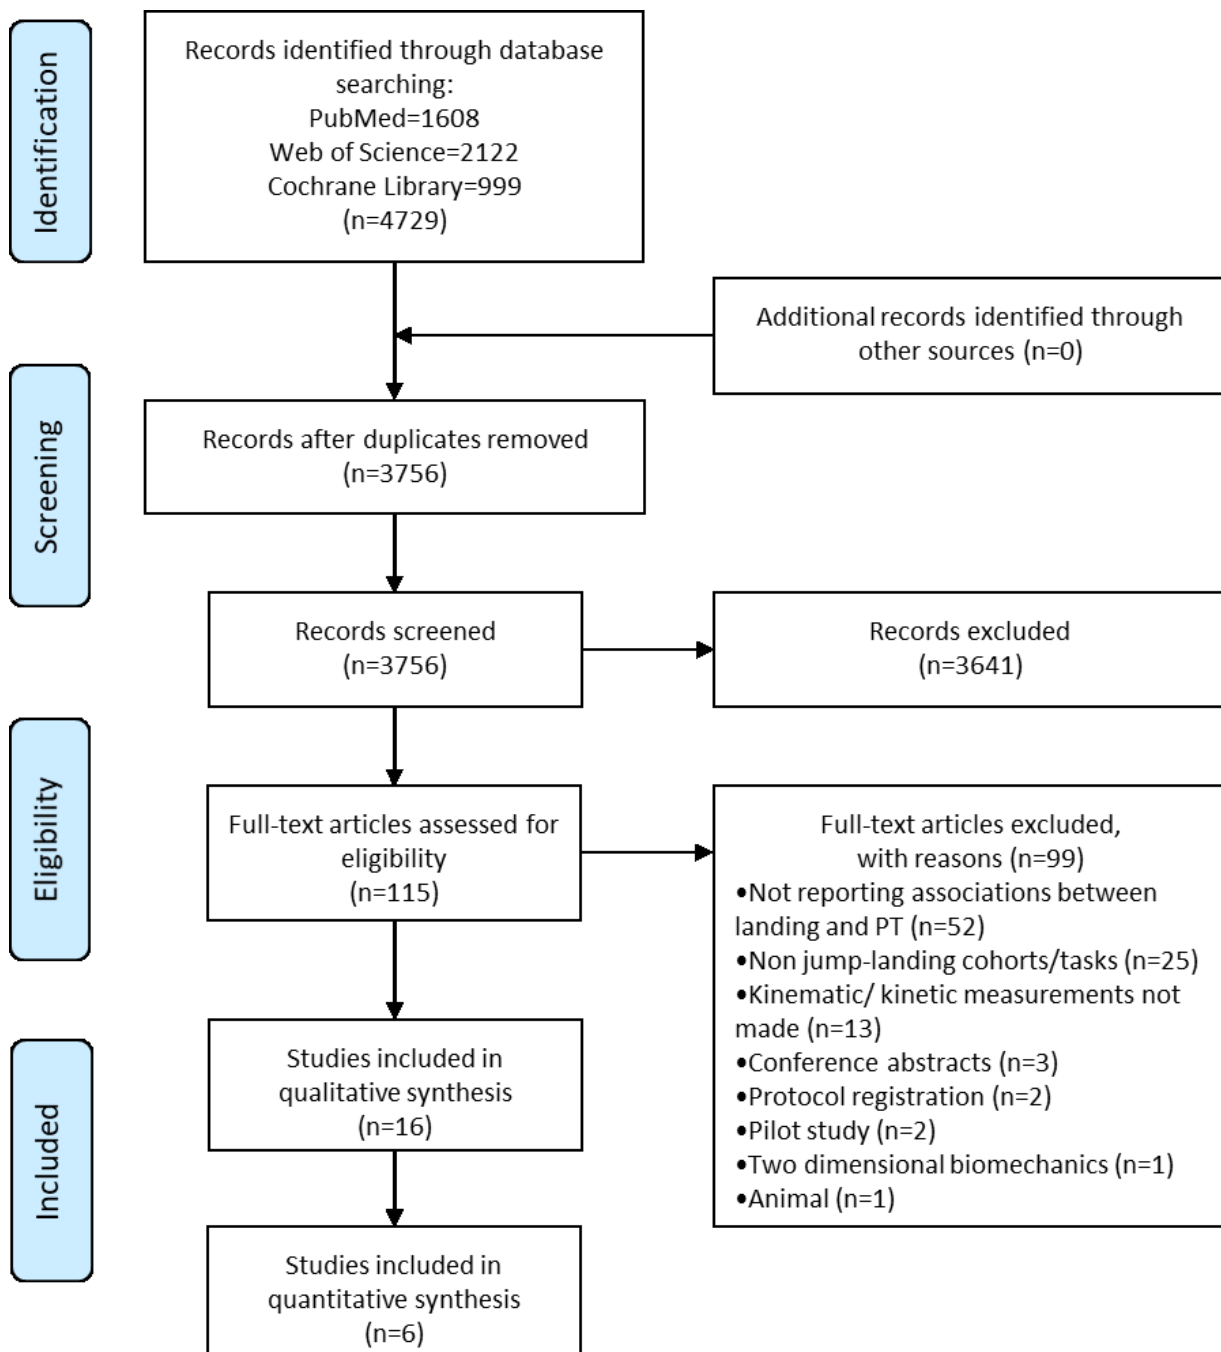 Identification
Records identified through database
searching:
PubMed=1608
Web of Science=2122
Cochrane Library=999
(n=4729)
Additional records identified through
other sources (n=0)
Screening
Records after duplicates removed
(n=3756)
Records screened
(n=3756)
Records excluded
(n=3641)
Eligibility
Full-text articles assessed for
eligibility
(n=115)
Full-text articles excluded,
with reasons (n=99)
•Not reporting associations between
landing and PT (n=52)
•Non jump-landing cohorts/tasks (n=25)
•Kinematic/ kinetic measurements not
made (n=13)
•Conference abstracts (n=3)
•Protocol registration (n=2)
•Pilot study (n=2)
•Two dimensional biomechanics (n=1)
•Animal (n=1)
Included
Studies included in
qualitative synthesis
(n=16)
Studies included in
quantitative synthesis
(n=6)